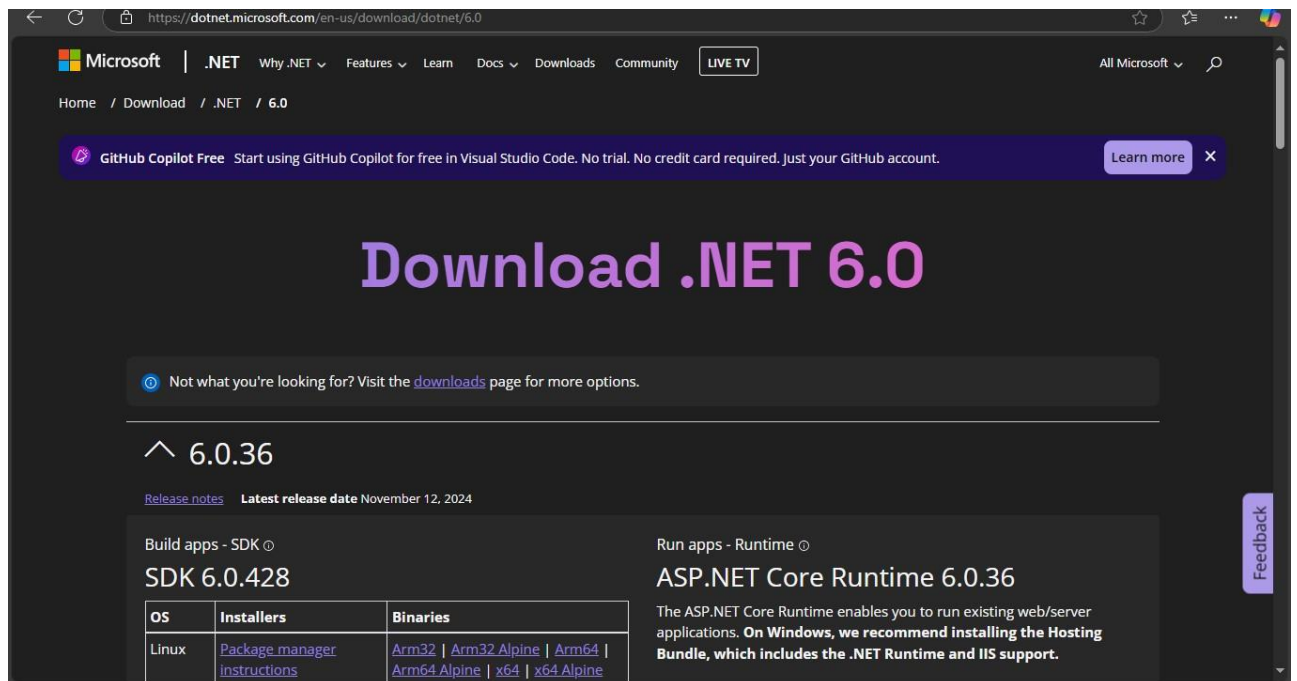 https://dotnet.microsoft.com/en-us/download/dotnet/6.0
Microsoft | .NET Why .NET Features Learn Docs Downloads Community LIVE TV All Microsoft
Home / Download / .NET / 6.0
GitHub Copilot Free Start using GitHub Copilot for free in Visual Studio Code. No trial. No credit card required. Just your GitHub account. Learn more
Download .NET 6.0
Not what you're looking for? Visit the downloads page for more options.
6.0.36
Release notes Latest release date November 12, 2024
Build apps - SDK
SDK 6.0.428
OS Installers Binaries
Linux Package manager instructions Arm32 | Arm32 Alpine | Arm64 |
Arm64 Alpine | x64 | x64 Alpine
Run apps - Runtime
ASP.NET Core Runtime 6.0.36
The ASP.NET Core Runtime enables you to run existing web/server
applications. On Windows, we recommend installing the Hosting
Bundle, which includes the .NET Runtime and IIS support.
Feedback